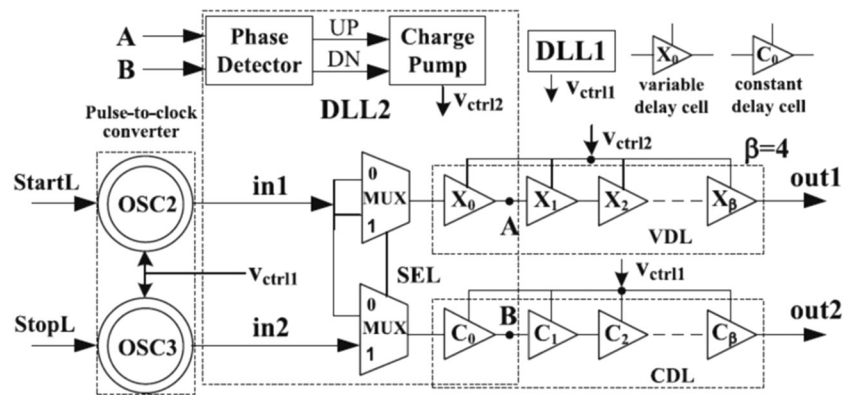 A
B
Phase
Detector
UP
DN
Charge
Pump
vctrl2
DLL2
DLL1
vctrl1
X0
variable
delay cell
C0
constant
delay cell
Pulse-to-clock
converter
StartL
OSC2
in1
0
MUX
1
vctrl2
β=4
X0
A
X1
X2
Xβ
out1
VDL
vctrl1
SEL
StopL
OSC3
in2
0
MUX
1
vctrl1
C0
B
C1
C2
Cβ
out2
CDL